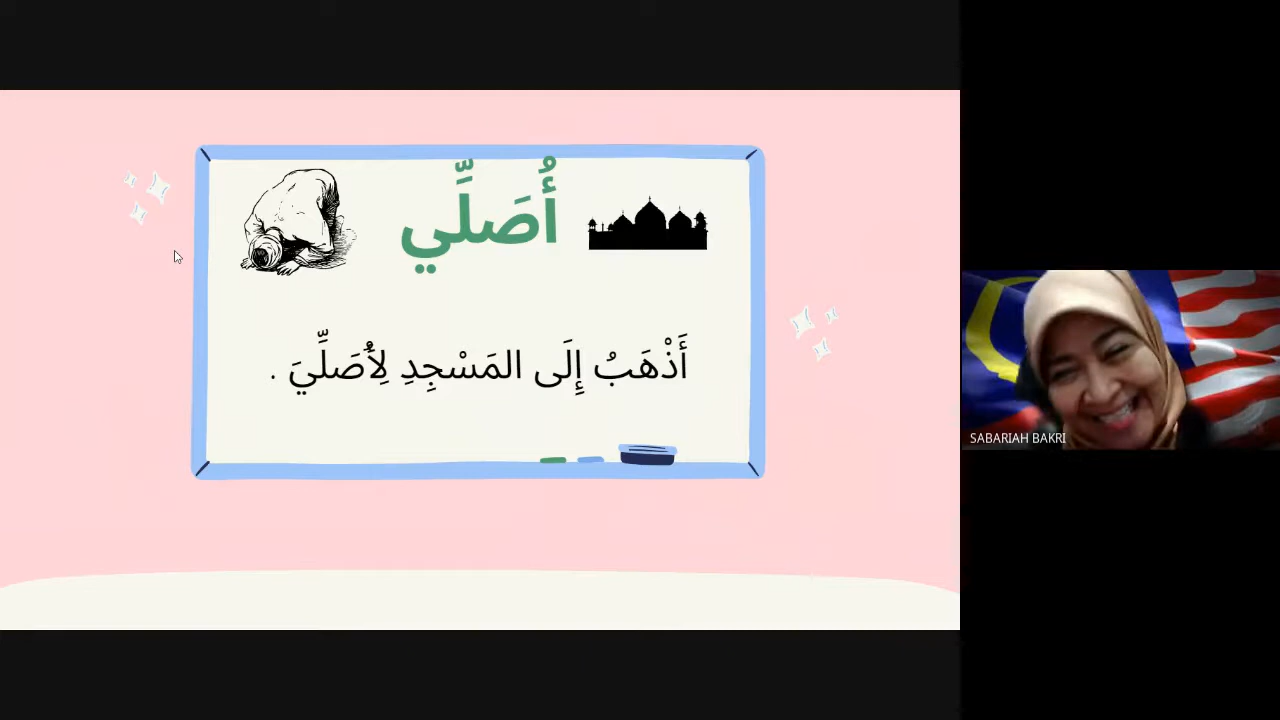 أُصَلِّي
أَذْهَبُ إِلَى المَسْجِدِ لِأُصَلِّيَ .
SABARIAH BAKRI